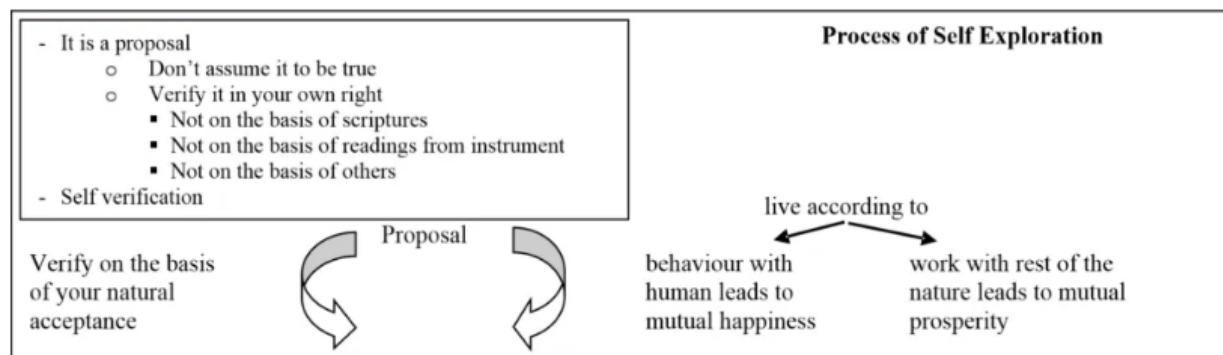 - It is a proposal
o Don't assume it to be true
o Verify it in your own right
▪ Not on the basis of scriptures
▪ Not on the basis of readings from instrument
▪ Not on the basis of others
- Self verification
Process of Self Exploration
Proposal
Verify on the basis
of your natural
acceptance
live according to
behaviour with
human leads to
mutual happiness
work with rest of the
nature leads to mutual
prosperity